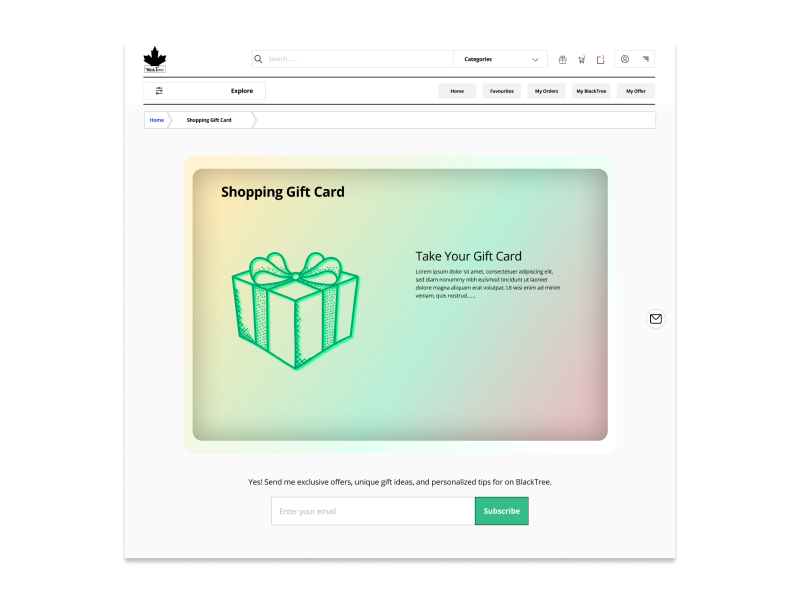 BlackTree
Search.....
Categories
Explore
Home
Favourites
My Orders
My BlackTree
My Offer
Home
Shopping Gift Card
Shopping Gift Card
Take Your Gift Card
Lorem ipsum dolor sit amet, consectetuer adipiscing elit,
sed diam nonummy nibh euismod tincidunt ut laoreet
dolore magna aliquam erat volutpat. Ut wisi enim ad minim
veniam, quis nostrud.....
Yes! Send me exclusive offers, unique gift ideas, and personalized tips for on BlackTree.
Enter your email
Subscribe